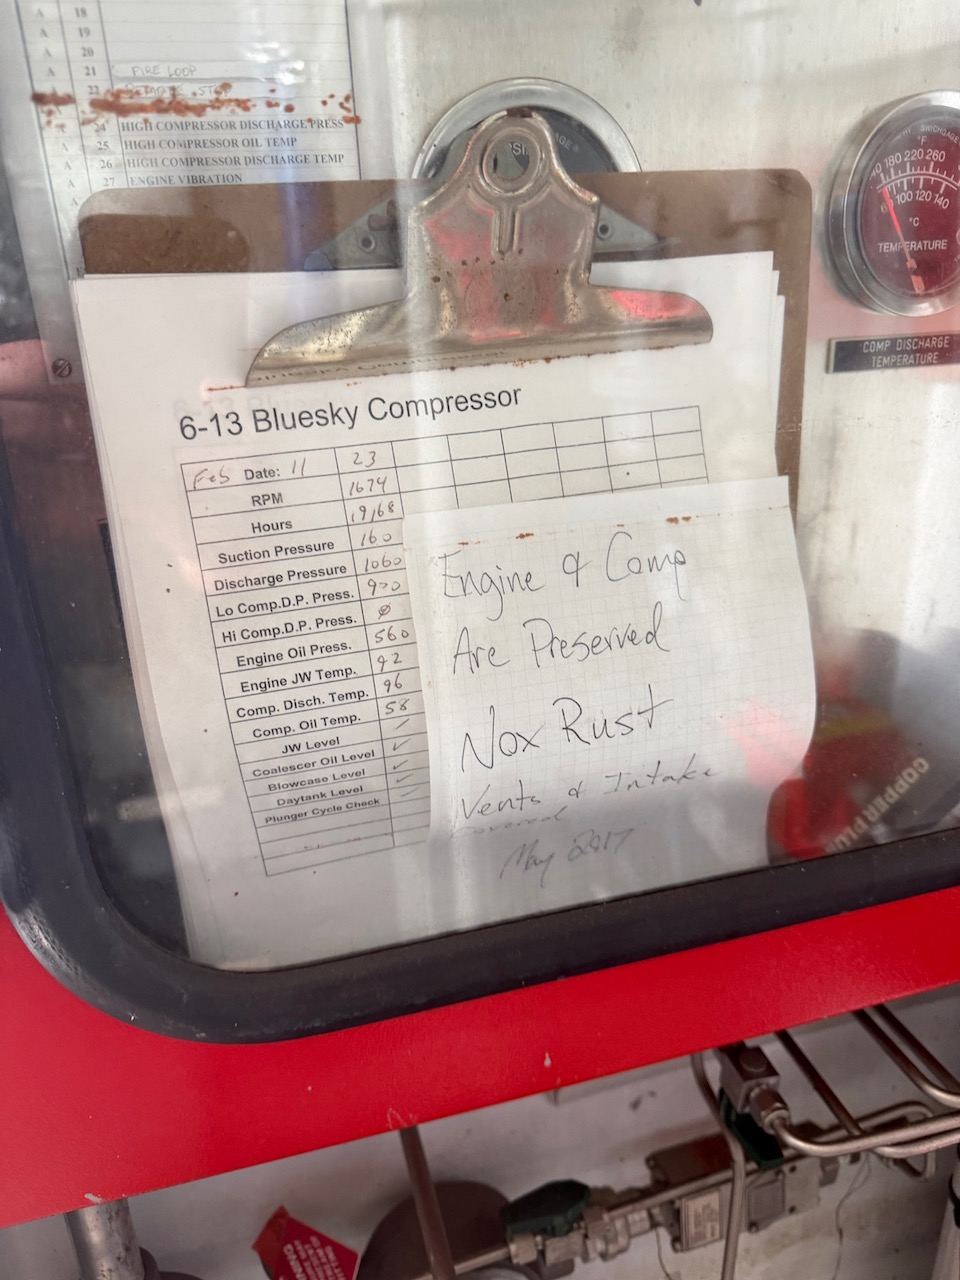 A 18
A 19
A 20
A 21 FIRE LOOP
22 REMOTE STOP
24 HIGH COMPRESSOR DISCHARGE PRESS
A 25 HIGH COMPRESSOR OIL TEMP
A 26 HIGH COMPRESSOR DISCHARGE TEMP
A 27 ENGINE VIBRATION
SWICHGAGE
°F
180 220 260
100 120 140
°C
TEMPERATURE
COMP DISCHARGE
TEMPERATURE
6-13 Bluesky Compressor
Feb Date: 11 23
RPM 1674
Hours 19168
Suction Pressure 160
Discharge Pressure 1060
Lo Comp.D.P. Press. 920
Hi Comp.D.P. Press. Ø
Engine Oil Press. 560
Engine JW Temp. 92
Comp. Disch. Temp. 96
Comp. Oil Temp. 58
JW Level ✓
Coalescer Oil Level ✓
Blowcase Level ✓
Daytank Level ✓
Plunger Cycle Check
Engine & Comp
Are Preserved
Nox Rust
Vents & Intake
Covered
May 2017